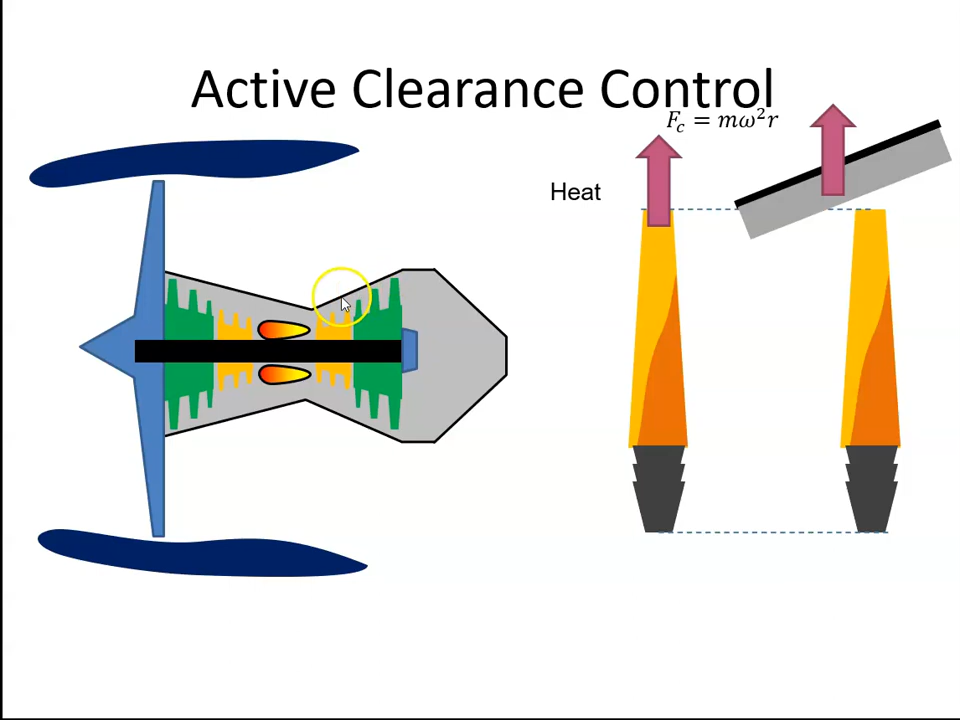 Active Clearance Control
F_c = mω²r
Heat